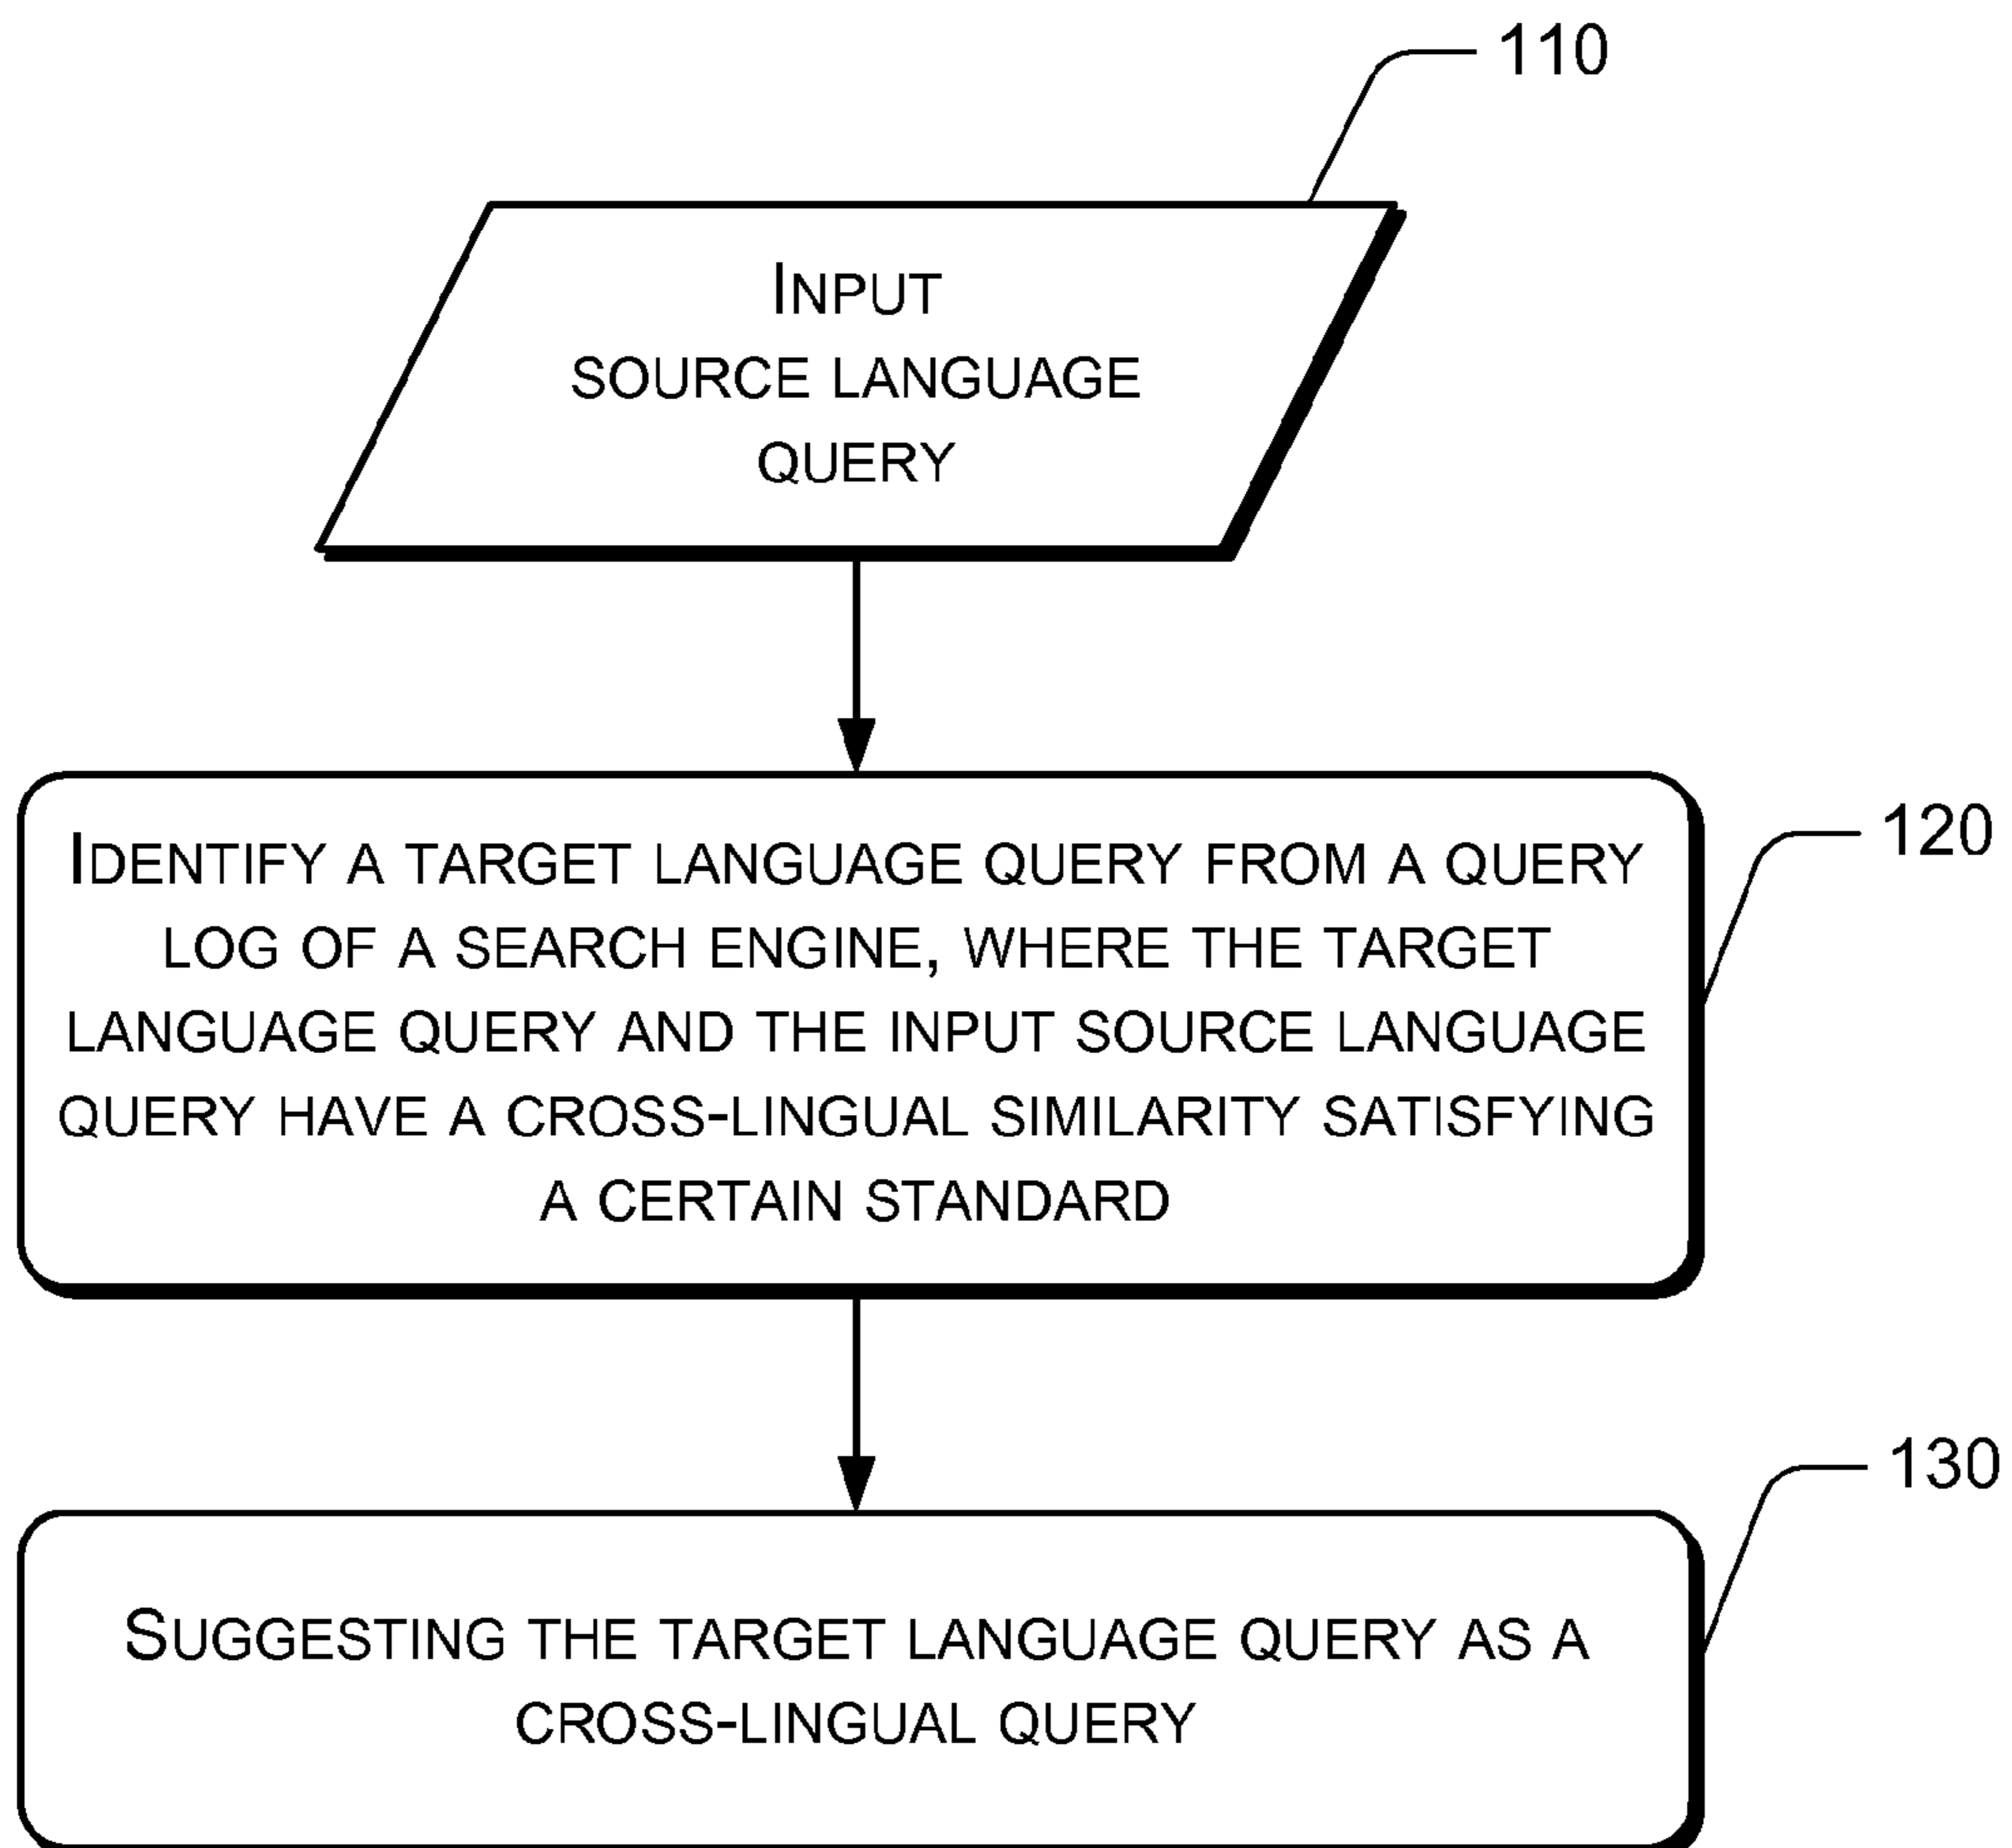 110
INPUT
SOURCE LANGUAGE
QUERY
IDENTIFY A TARGET LANGUAGE QUERY FROM A QUERY
LOG OF A SEARCH ENGINE, WHERE THE TARGET
LANGUAGE QUERY AND THE INPUT SOURCE LANGUAGE
QUERY HAVE A CROSS-LINGUAL SIMILARITY SATISFYING
A CERTAIN STANDARD
120
SUGGESTING THE TARGET LANGUAGE QUERY AS A
CROSS-LINGUAL QUERY
130